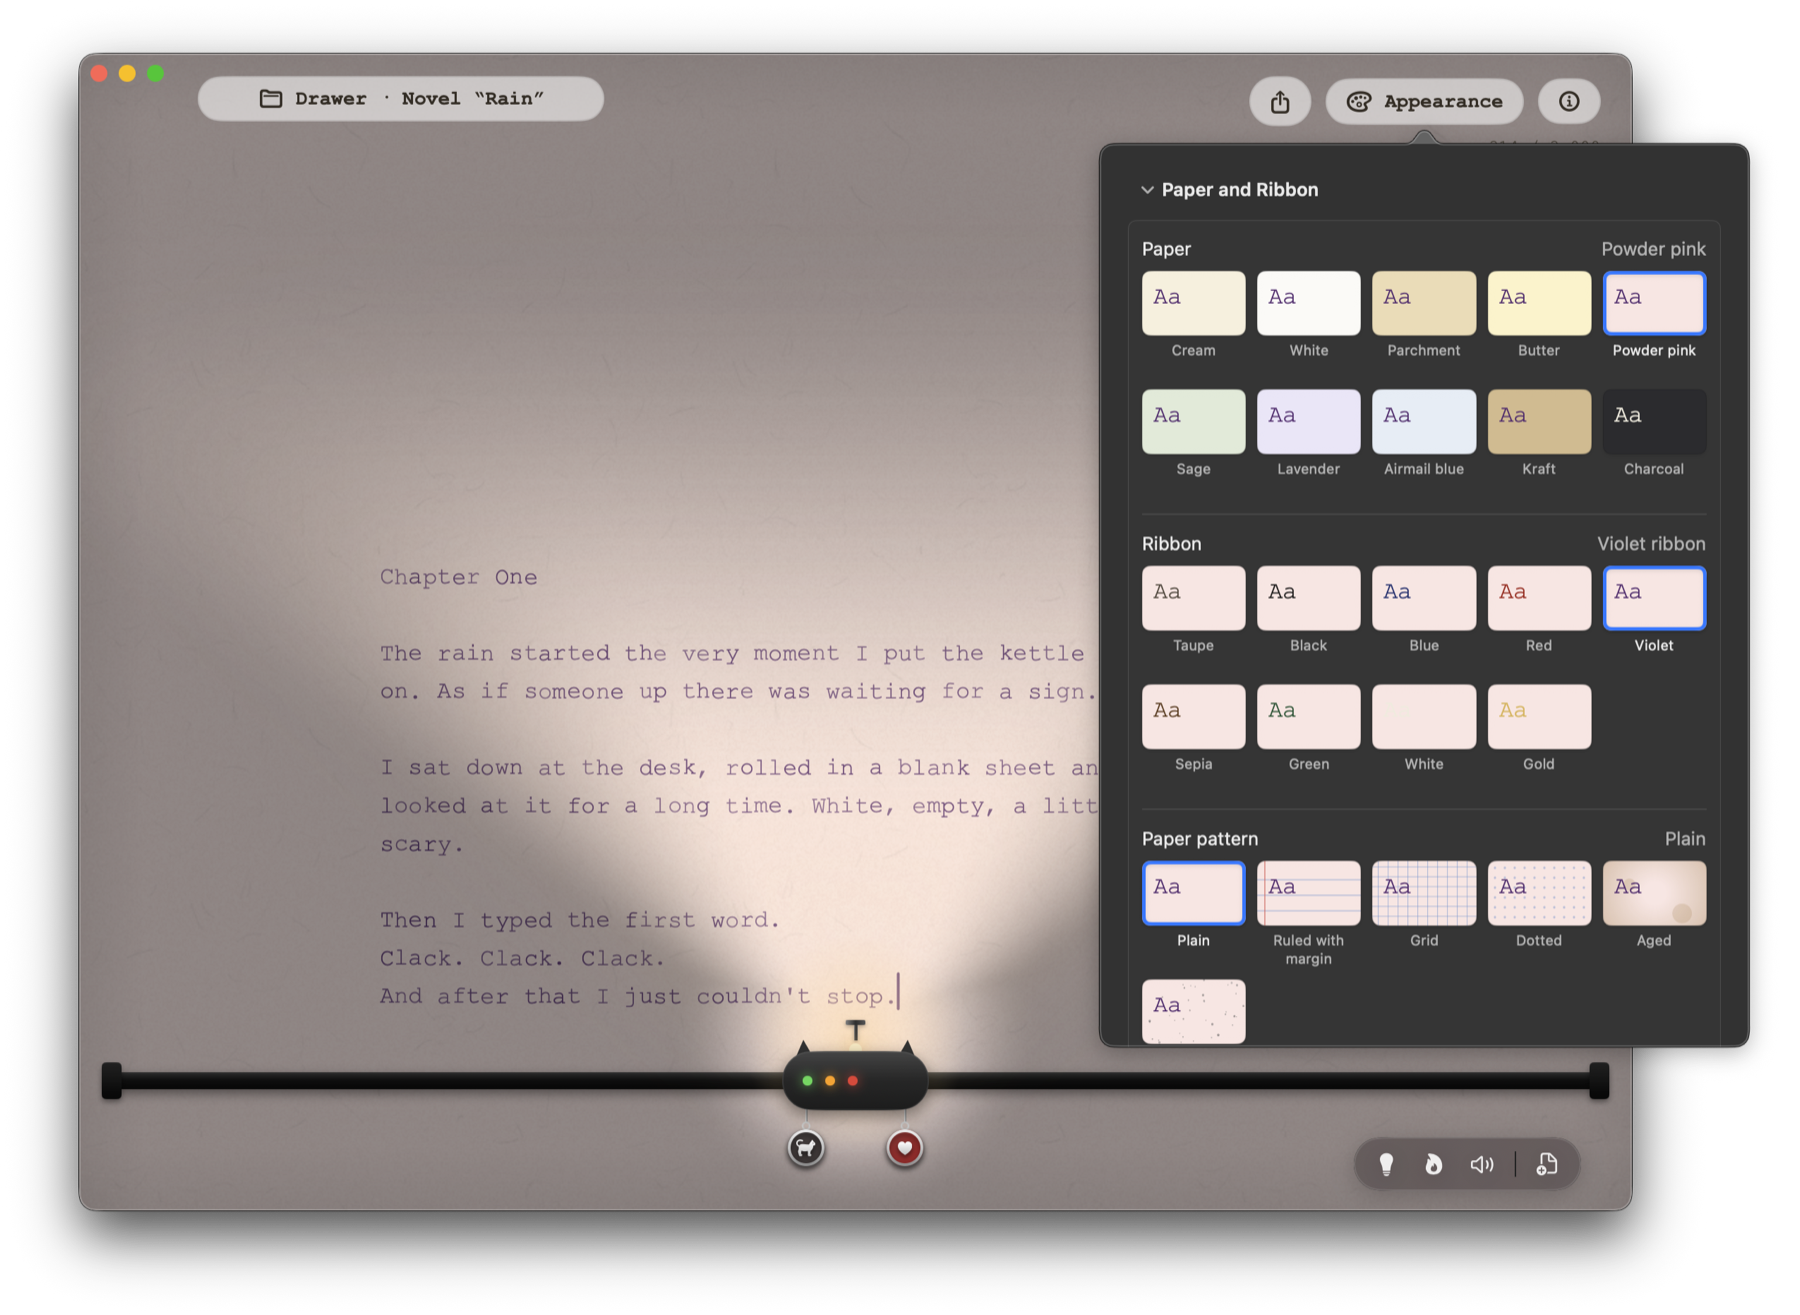 Drawer · Novel “Rain”
Appearance
Chapter One
The rain started the very moment I put the kettle
on. As if someone up there was waiting for a sign.
I sat down at the desk, rolled in a blank sheet an
looked at it for a long time. White, empty, a litt
scary.
Then I typed the first word.
Clack. Clack. Clack.
And after that I just couldn't stop.
T
Paper and Ribbon
Paper
Powder pink
Aa
Aa
Aa
Aa
Aa
Cream
White
Parchment
Butter
Powder pink
Aa
Aa
Aa
Aa
Aa
Sage
Lavender
Airmail blue
Kraft
Charcoal
Ribbon
Violet ribbon
Aa
Aa
Aa
Aa
Aa
Taupe
Black
Blue
Red
Violet
Aa
Aa
Aa
Sepia
Green
White
Gold
Paper pattern
Plain
Aa
Aa
Aa
Aa
Aa
Plain
Ruled with
margin
Grid
Dotted
Aged
Aa